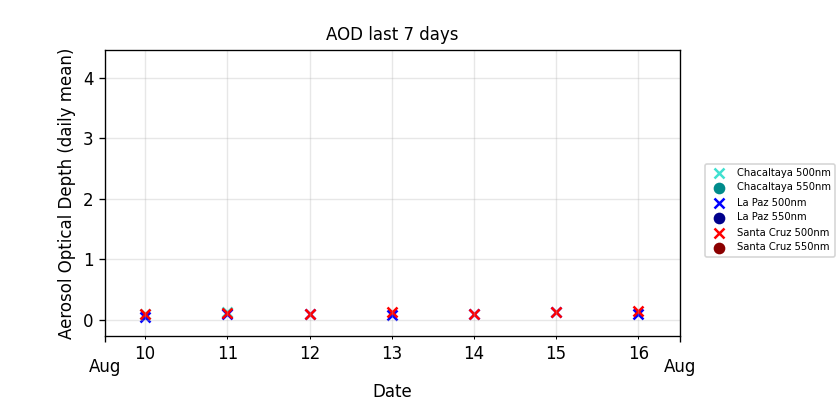 AOD last 7 days
Aerosol Optical Depth (daily mean)
4
3
2
1
0
10 11 12 13 14 15 16
Aug Aug
Date
Chacaltaya 500nm
Chacaltaya 550nm
La Paz 500nm
La Paz 550nm
Santa Cruz 500nm
Santa Cruz 550nm